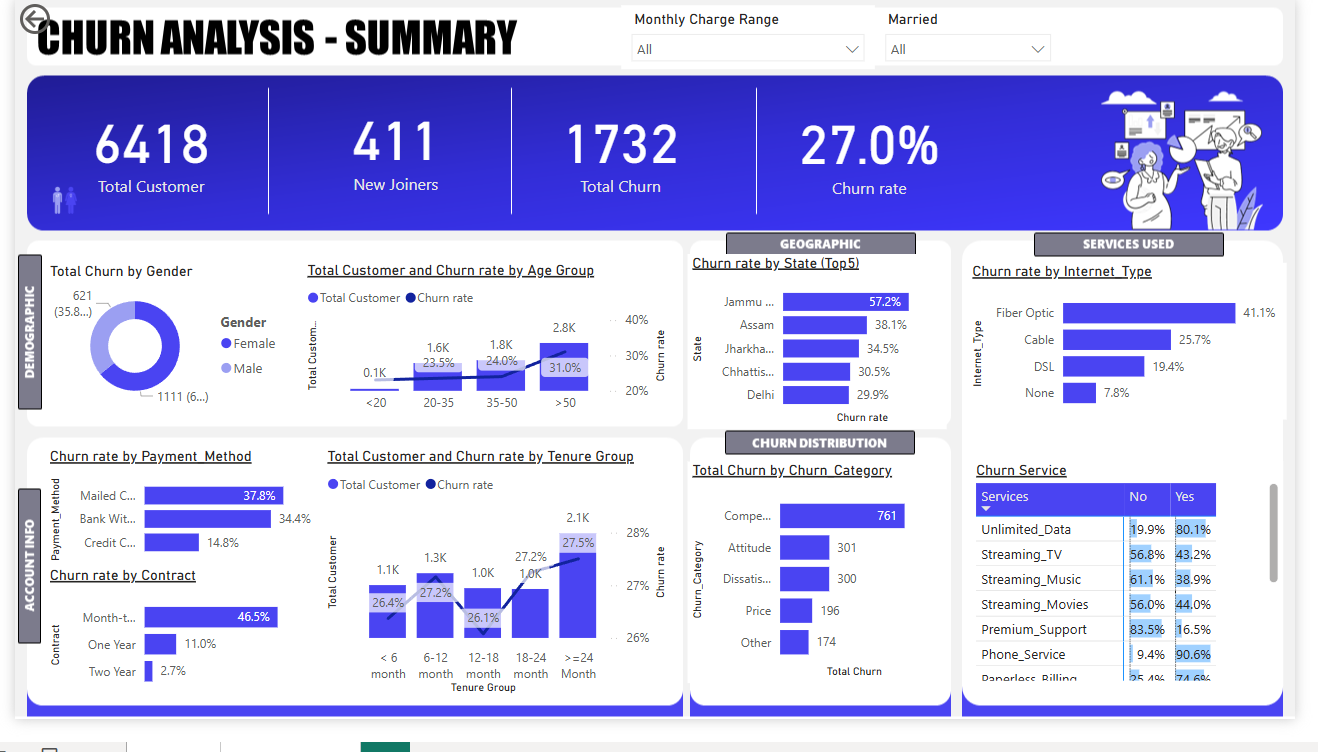 CHURN ANALYSIS - SUMMARY
Monthly Charge Range
All
Married
All
6418
Total Customer
411
New Joiners
1732
Total Churn
27.0%
Churn rate
DEMOGRAPHIC
Total Churn by Gender
621
(35.8...)
1111 (6...)
Gender
Female
Male
Total Customer and Churn rate by Age Group
Total Customer Churn rate
Total Custom...
0.1K
1.6K
23.5%
1.8K
24.0%
2.8K
31.0%
40%
30%
20%
Churn rate
<20 20-35 35-50 >50
GEOGRAPHIC
Churn rate by State (Top5)
State
Jammu ... 57.2%
Assam 38.1%
Jharkha... 34.5%
Chhattis... 30.5%
Delhi 29.9%
Churn rate
SERVICES USED
Churn rate by Internet_Type
Internet_Type
Fiber Optic 41.1%
Cable 25.7%
DSL 19.4%
None 7.8%
ACCOUNT INFO
Churn rate by Payment_Method
Payment_Method
Mailed C... 37.8%
Bank Wit... 34.4%
Credit C... 14.8%
Churn rate by Contract
Contract
Month-t... 46.5%
One Year 11.0%
Two Year 2.7%
Total Customer and Churn rate by Tenure Group
Total Customer Churn rate
Total Customer
1.1K
26.4%
1.3K
27.2%
1.0K
26.1%
27.2%
1.0K
2.1K
27.5%
28%
27%
26%
Churn rate
< 6 month
6-12 month
12-18 month
18-24 month
>=24 Month
Tenure Group
CHURN DISTRIBUTION
Total Churn by Churn_Category
Churn_Category
Compe... 761
Attitude 301
Dissatis... 300
Price 196
Other 174
Total Churn
Churn Service
Services No Yes
Unlimited_Data 19.9% 80.1%
Streaming_TV 56.8% 43.2%
Streaming_Music 61.1% 38.9%
Streaming_Movies 56.0% 44.0%
Premium_Support 83.5% 16.5%
Phone_Service 9.4% 90.6%
Paperless_Billing 25.4% 74.6%